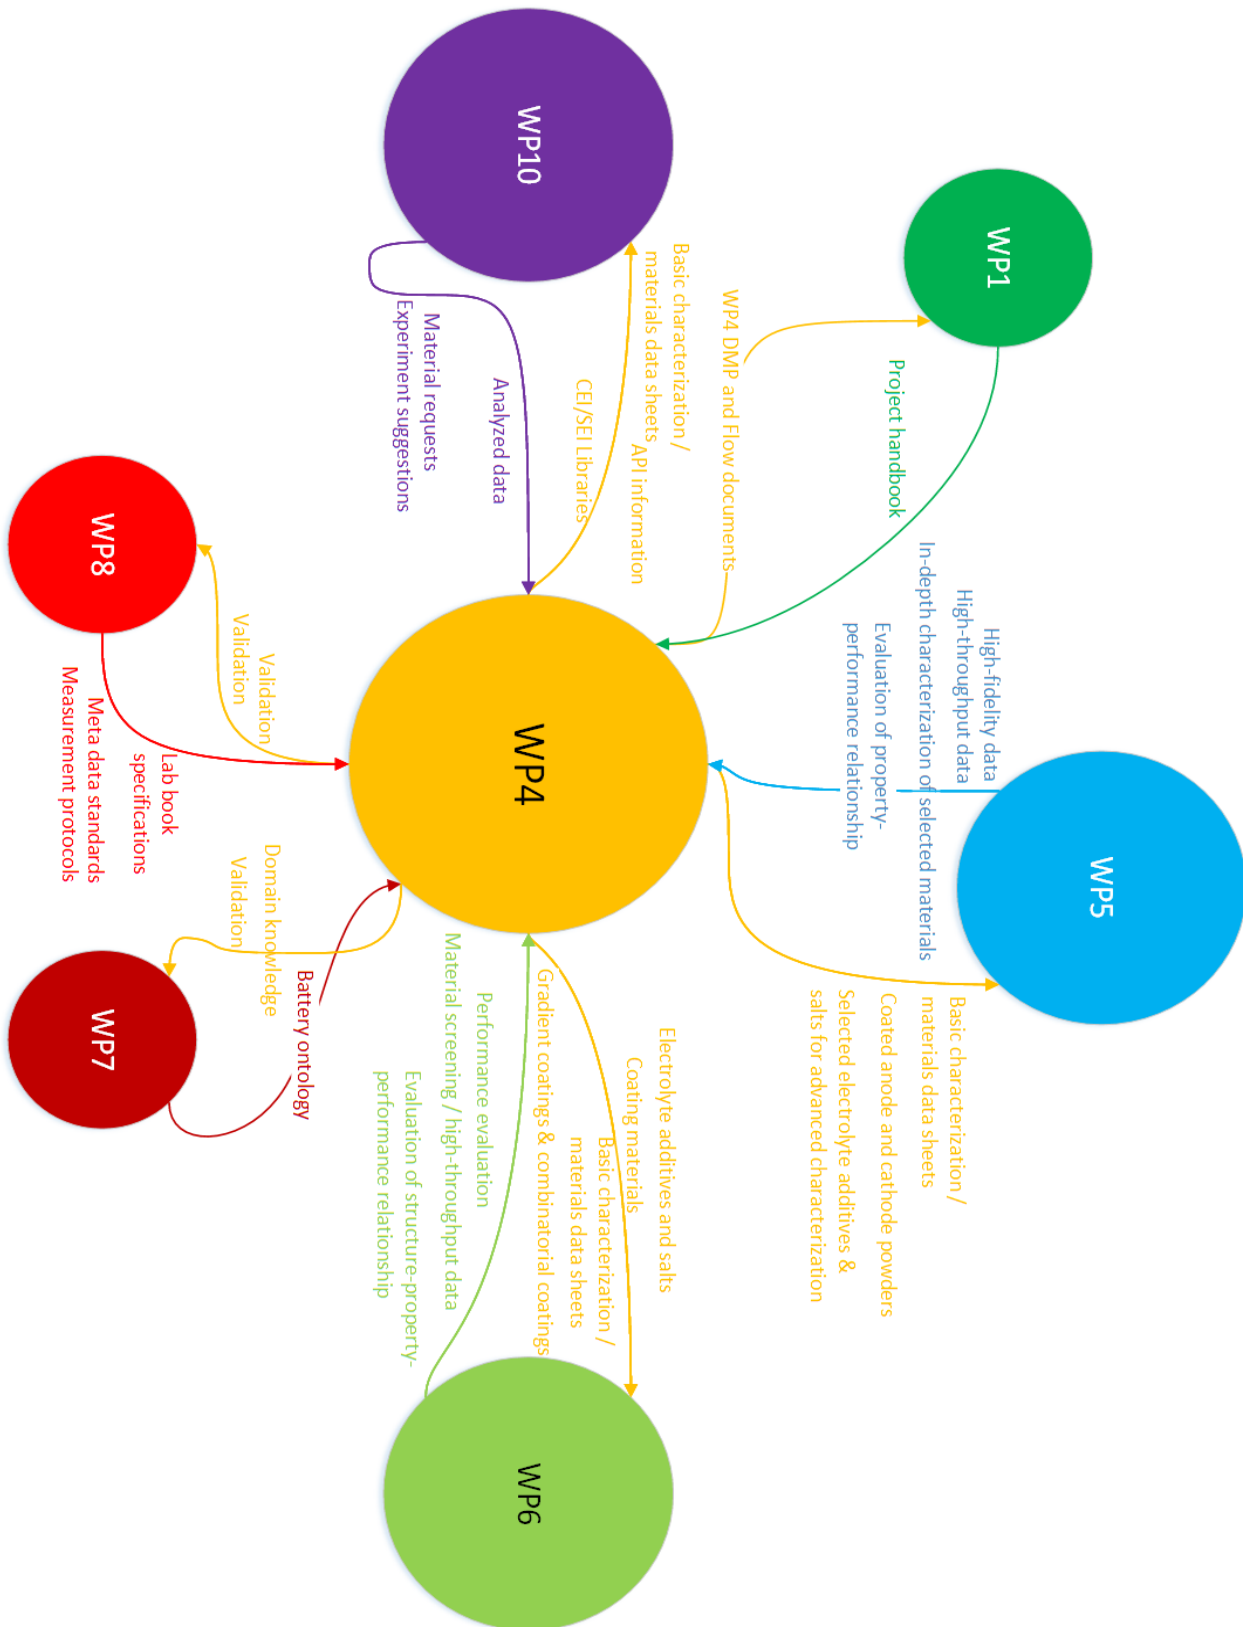 WP5
WP1
High-fidelity data
High-throughput data
In-depth characterization of selected materials
Evaluation of property-
performance relationship
Basic characterization /
materials data sheets
Coated anode and cathode powders
Selected electrolyte additives &
salts for advanced characterization
Project handbook
WP4 DMP and Flow documents
Basic characterization /
materials data sheets
API information
CEI/SEI Libraries
WP10
Analyzed data
Material requests
Experiment suggestions
WP4
Electrolyte additives and salts
Coating materials
Basic characterization /
materials data sheets
Gradient coatings & combinatorial coatings
WP6
Performance evaluation
Material screening / high-throughput data
Evaluation of structure-property-
performance relationship
Validation
Validation
WP8
Lab book
specifications
Meta data standards
Measurement protocols
Domain knowledge
Validation
Battery ontology
WP7